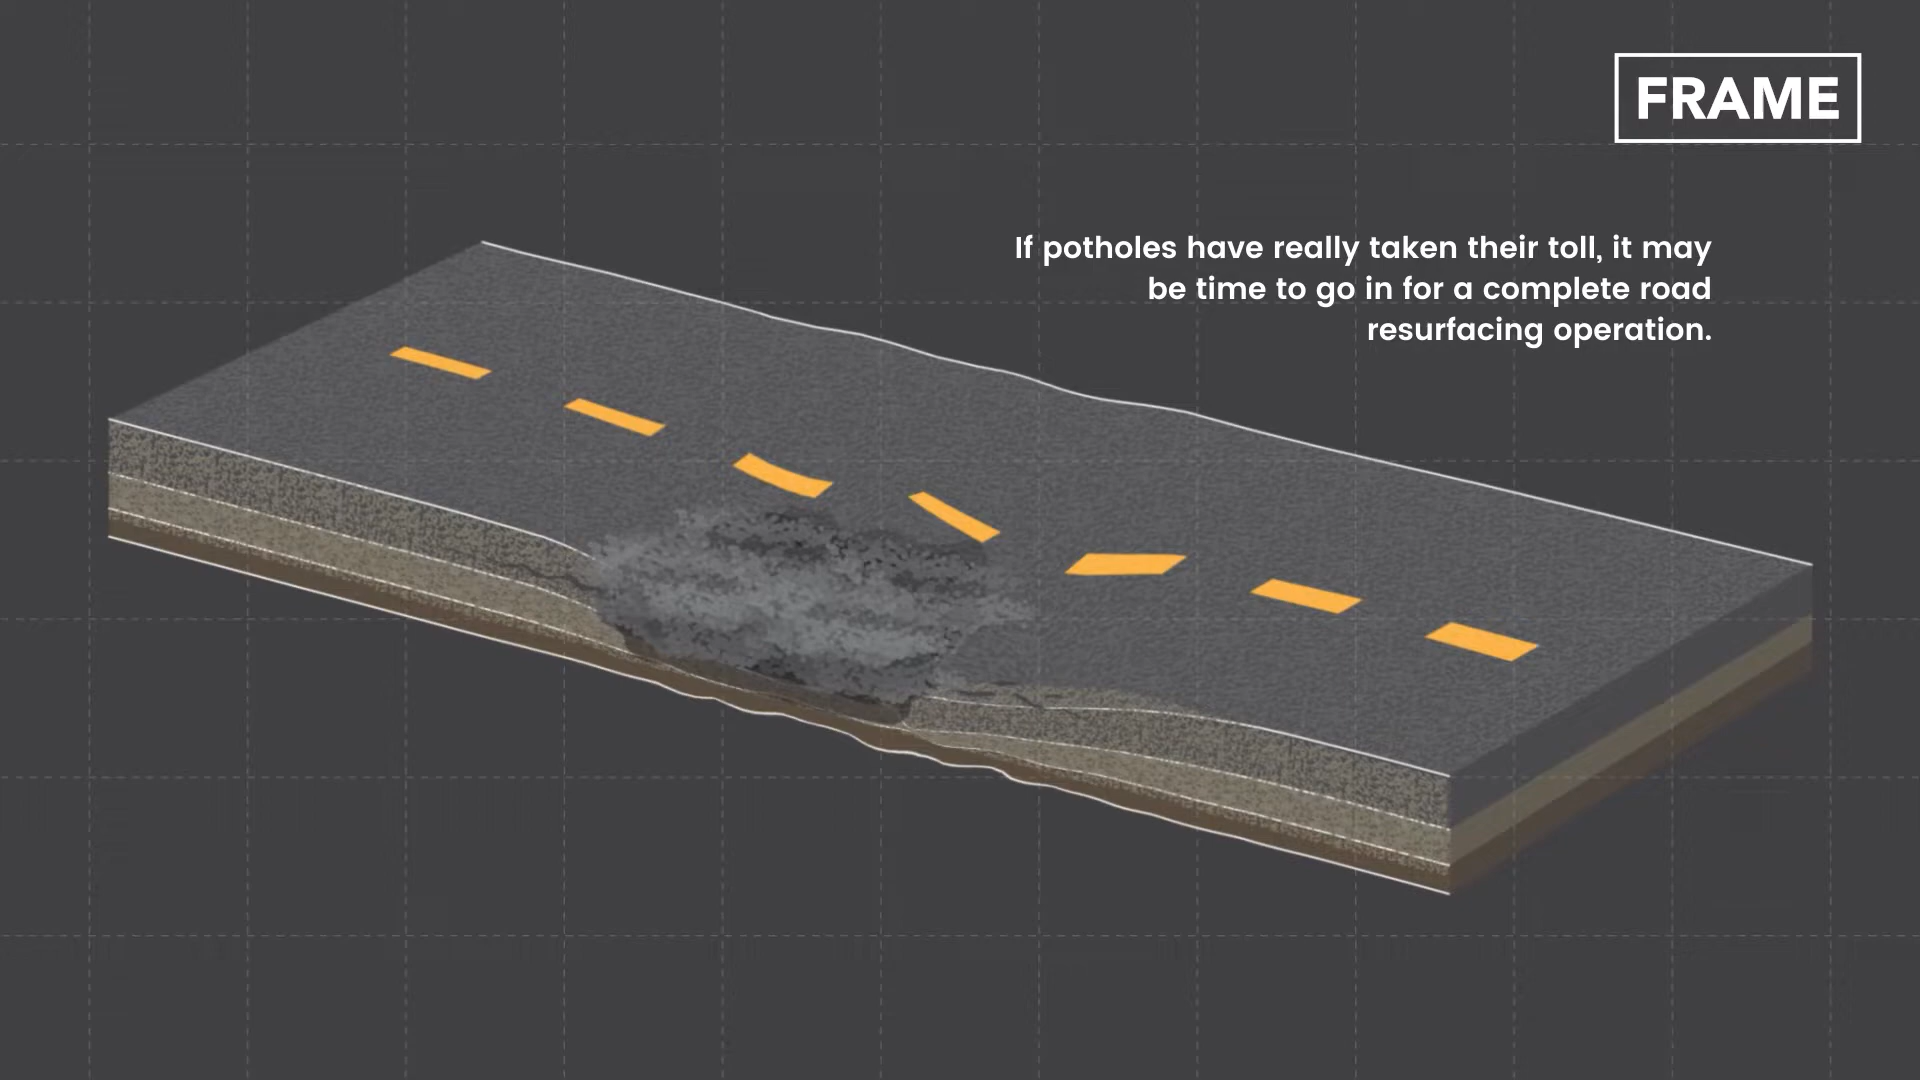 FRAME
If potholes have really taken their toll, it may
be time to go in for a complete road
resurfacing operation.